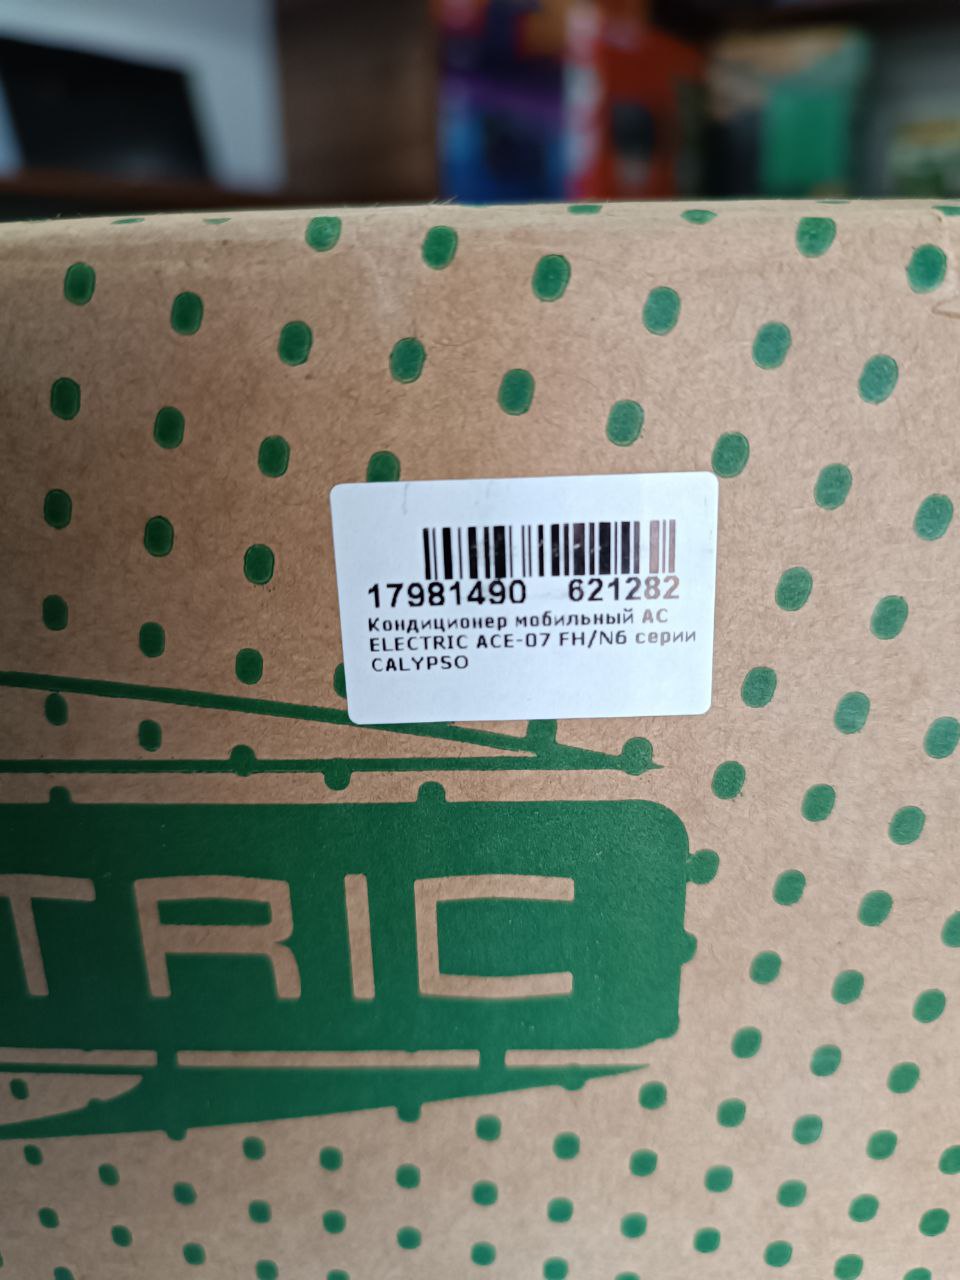 17981490 621282
Кондиционер мобильный AC
ELECTRIC ACE-07 FH/N6 серии
CALYPSO
TRIC